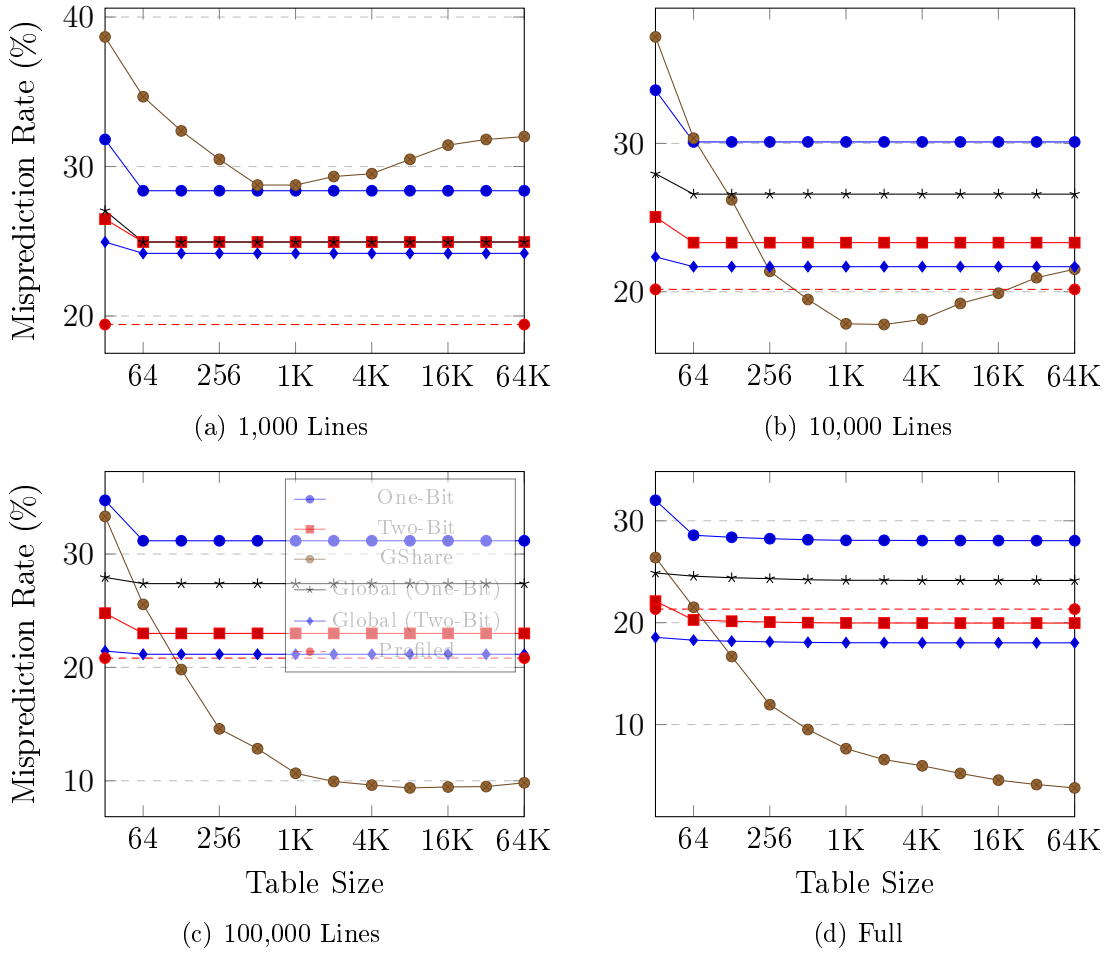 Misprediction Rate (%)
40
30
20
64 256 1K 4K 16K 64K
(a) 1,000 Lines
30
20
64 256 1K 4K 16K 64K
(b) 10,000 Lines
Misprediction Rate (%)
30
20
10
One-Bit
Two-Bit
GShare
Global (One-Bit)
Global (Two-Bit)
Profiled
64 256 1K 4K 16K 64K
Table Size
(c) 100,000 Lines
30
20
10
64 256 1K 4K 16K 64K
Table Size
(d) Full